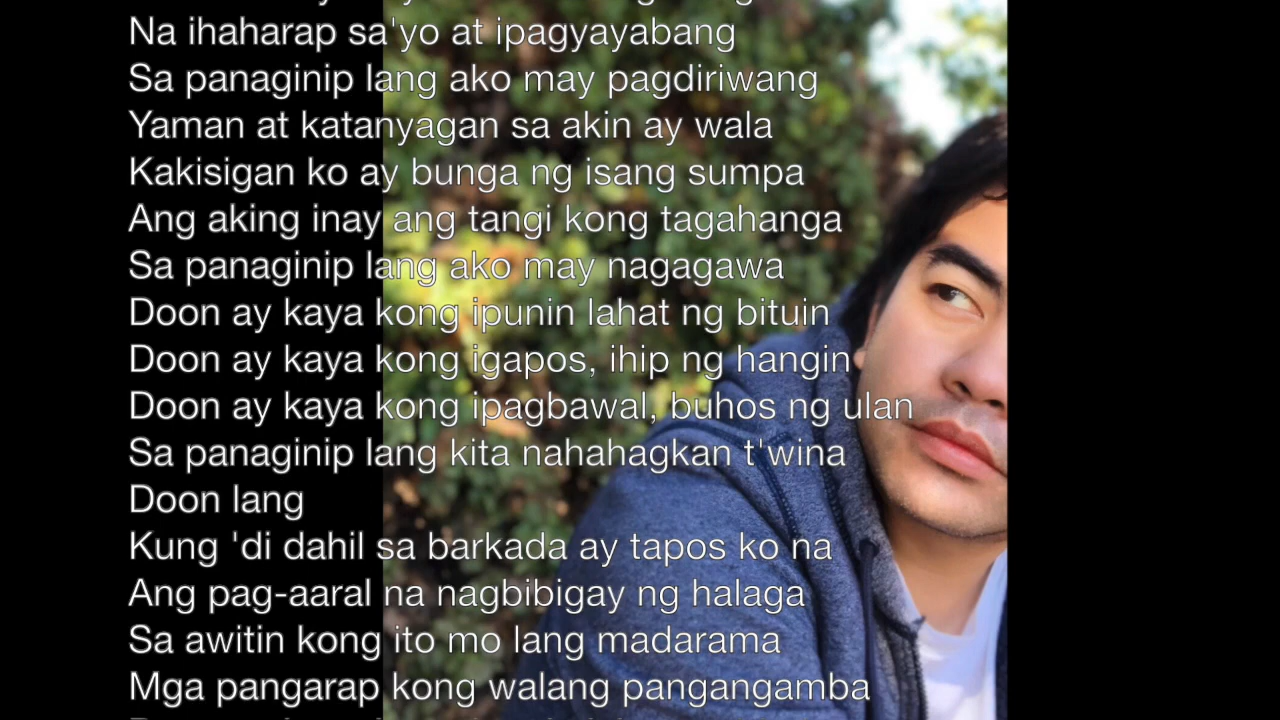 Na ihaharap sa'yo at ipagyayabang
Sa panaginip lang ako may pagdiriwang
Yaman at katanyagan sa akin ay wala
Kakisigan ko ay bunga ng isang sumpa
Ang aking inay ang tangi kong tagahanga
Sa panaginip lang ako may nagagawa
Doon ay kaya kong ipunin lahat ng bituin
Doon ay kaya kong igapos, ihip ng hangin
Doon ay kaya kong ipagbawal, buhos ng ulan
Sa panaginip lang kita nahahagkan t'wina
Doon lang
Kung 'di dahil sa barkada ay tapos ko na
Ang pag-aaral na nagbibigay ng halaga
Sa awitin kong ito mo lang madarama
Mga pangarap kong walang pangangamba